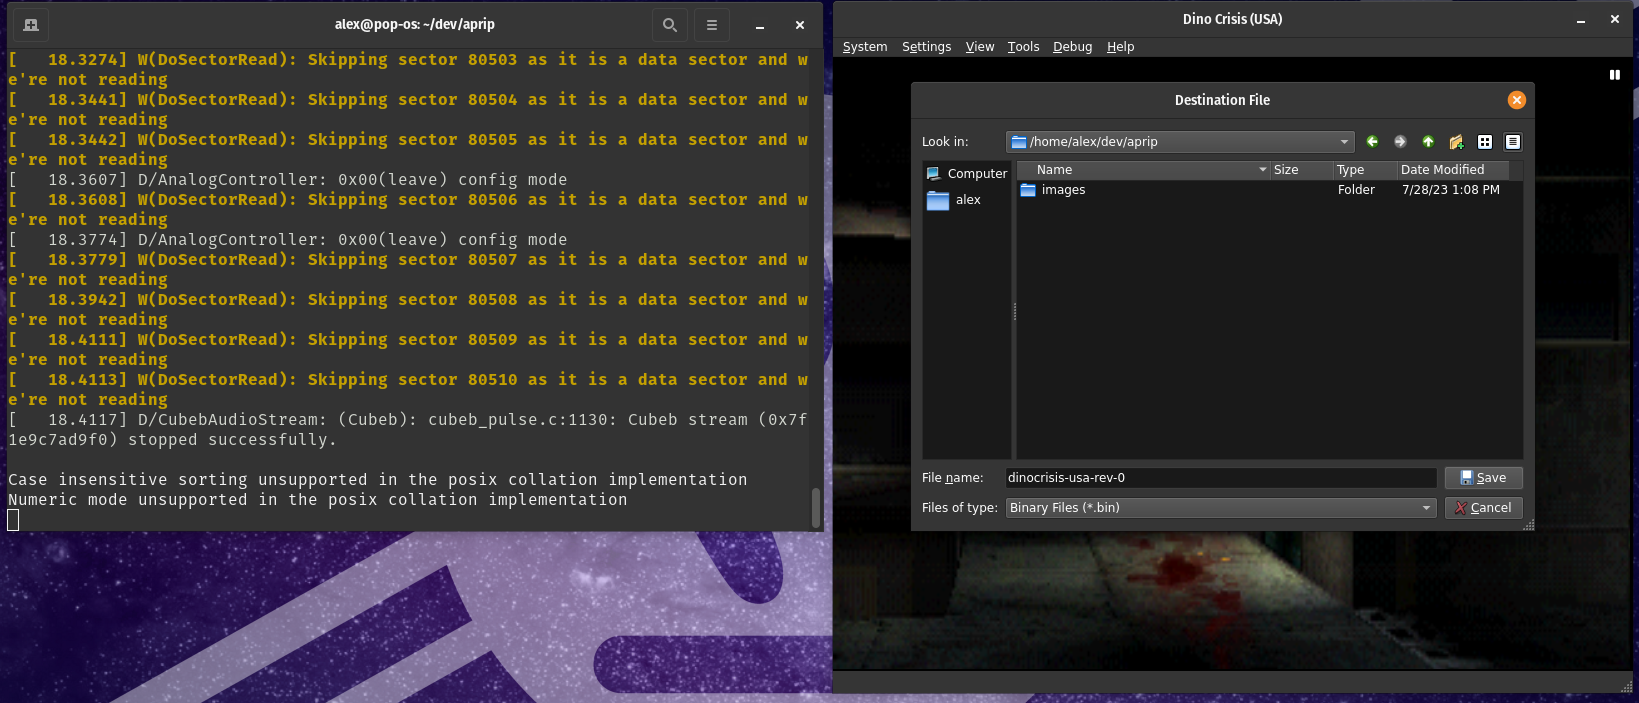 alex@pop-os: ~/dev/aprip
[   18.3274] W(DoSectorRead): Skipping sector 80503 as it is a data sector and w
e're not reading
[   18.3441] W(DoSectorRead): Skipping sector 80504 as it is a data sector and w
e're not reading
[   18.3442] W(DoSectorRead): Skipping sector 80505 as it is a data sector and w
e're not reading
[   18.3607] D/AnalogController: 0x00(leave) config mode
[   18.3608] W(DoSectorRead): Skipping sector 80506 as it is a data sector and w
e're not reading
[   18.3774] D/AnalogController: 0x00(leave) config mode
[   18.3779] W(DoSectorRead): Skipping sector 80507 as it is a data sector and w
e're not reading
[   18.3942] W(DoSectorRead): Skipping sector 80508 as it is a data sector and w
e're not reading
[   18.4111] W(DoSectorRead): Skipping sector 80509 as it is a data sector and w
e're not reading
[   18.4113] W(DoSectorRead): Skipping sector 80510 as it is a data sector and w
e're not reading
[   18.4117] D/CubebAudioStream: (Cubeb): cubeb_pulse.c:1130: Cubeb stream (0x7f
1e9c7ad9f0) stopped successfully.
Case insensitive sorting unsupported in the posix collation implementation
Numeric mode unsupported in the posix collation implementation
Dino Crisis (USA)
System Settings View Tools Debug Help
Destination File
Look in: /home/alex/dev/aprip
Computer
alex
Name Size Type Date Modified
images Folder 7/28/23 1:08 PM
File name: dinocrisis-usa-rev-0 Save
Files of type: Binary Files (*.bin) Cancel